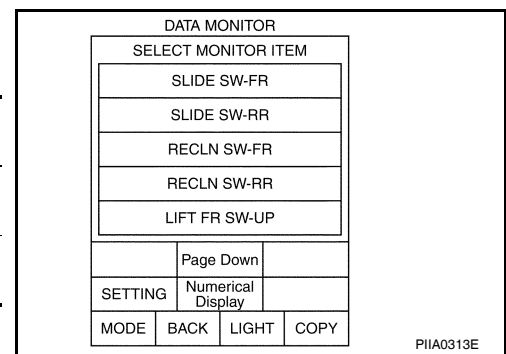 DATA MONITOR
SELECT MONITOR ITEM
SLIDE SW-FR
SLIDE SW-RR
RECLN SW-FR
RECLN SW-RR
LIFT FR SW-UP
Page Down
SETTING
Numerical
Display
MODE BACK LIGHT COPY
PIIA0313E